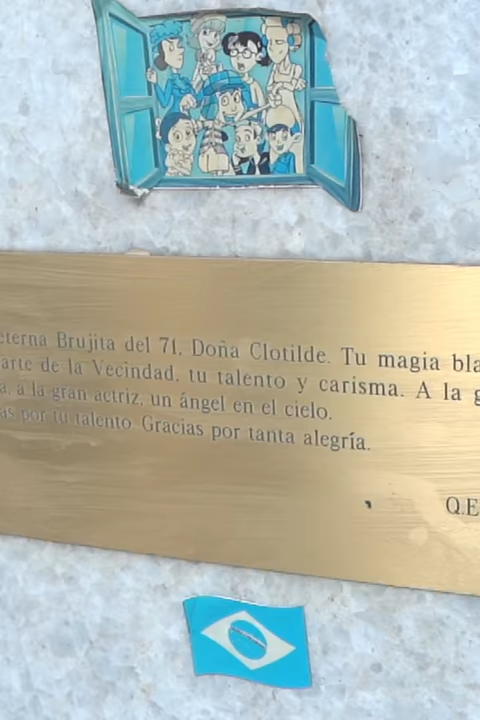 eterna Brujita del 71, Doña Clotilde. Tu magia bla
arte de la Vecindad, tu talento y carisma. A la g
a, a la gran actriz, un ángel en el cielo.
as por tu talento. Gracias por tanta alegría.
Q.E